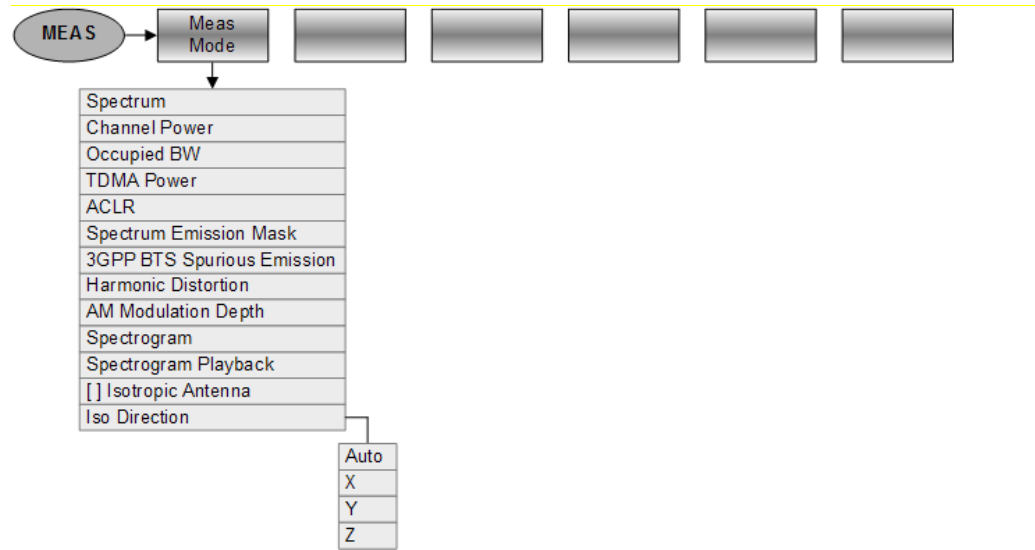 MEAS
Meas
Mode
Spectrum
Channel Power
Occupied BW
TDMA Power
ACLR
Spectrum Emission Mask
3GPP BTS Spurious Emission
Harmonic Distortion
AM Modulation Depth
Spectrogram
Spectrogram Playback
[ ] Isotropic Antenna
Iso Direction
Auto
X
Y
Z